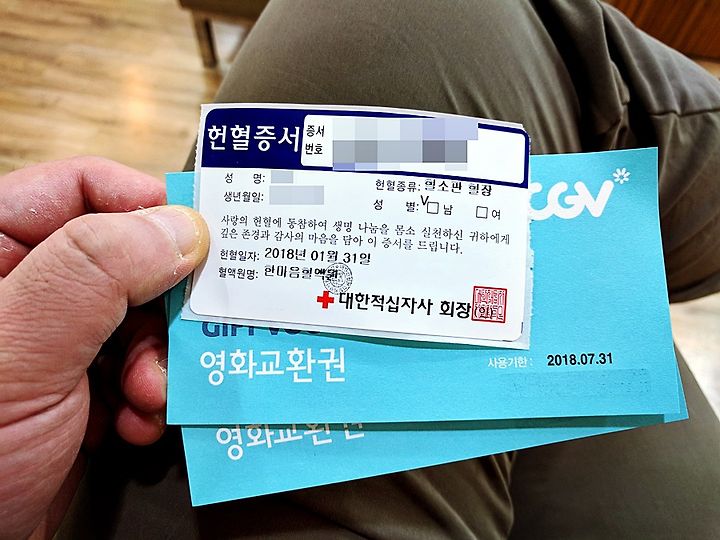 헌혈증서
증서
번호
성 명:
헌혈종류: 혈소판 혈장
생년월일:
성 별: V□ 남 □ 여
사랑의 헌혈에 동참하여 생명 나눔을 몸소 실천하신 귀하에게
깊은 존경과 감사의 마음을 담아 이 증서를 드립니다.
헌혈일자: 2018년 01월 31일
혈액원명: 한마음혈액원
대한적십자사 회장 (인)
CGV
GIFT VOU
영화교환권
사용기한 : 2018.07.31
영화교환권